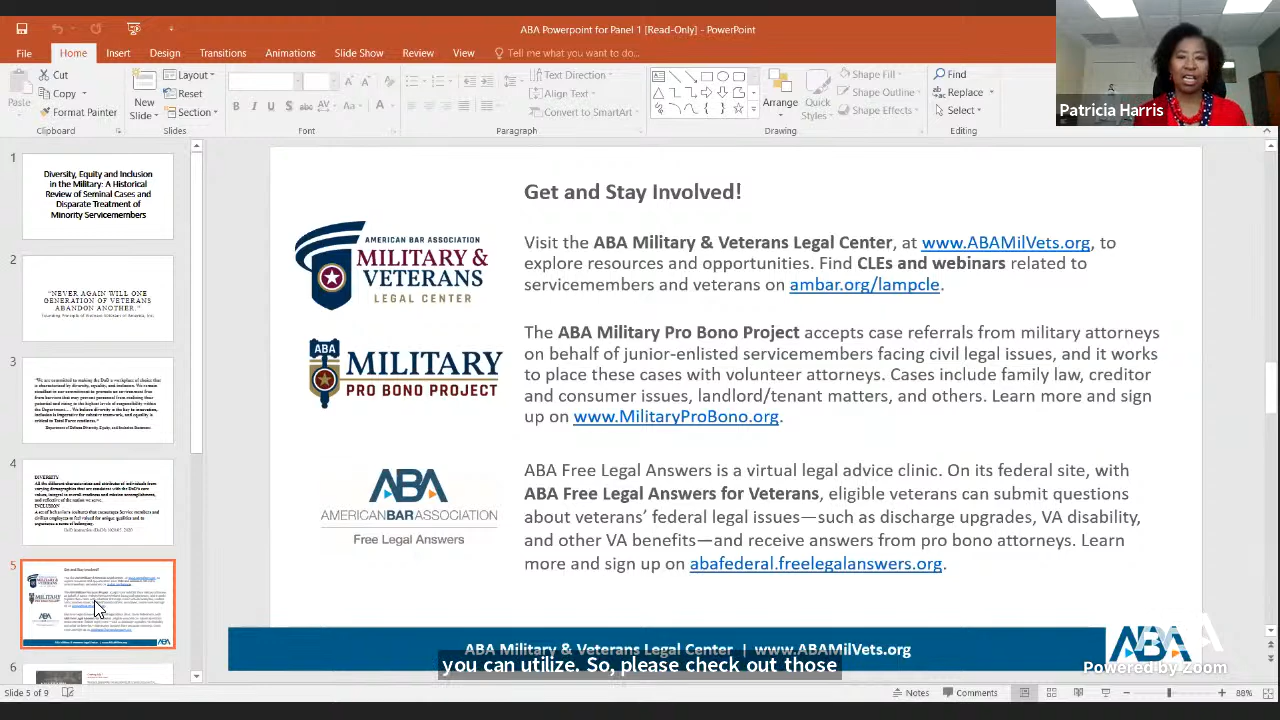 ABA Powerpoint for Panel 1 [Read-Only] - PowerPoint
File
Home
Insert
Design
Transitions
Animations
Slide Show
Review
View
Tell me what you want to do...
Paste
Cut
Copy
Format Painter
Clipboard
New
Slide
Layout
Reset
Section
Slides
Font
Text Direction
Align Text
Convert to SmartArt
Paragraph
Arrange
Quick
Styles
Shape Fill
Shape Outline
Shape Effects
Drawing
Find
Replace
Select
Editing
Patricia Harris
1
Diversity, Equity and Inclusion
in the Military: A Historical
Review of Seminal Cases and
Disparate Treatment of
Minority Servicemembers
2
"NEVER AGAIN WILL ONE
GENERATION OF VETERANS
ABANDON ANOTHER."
3
4
DIVERSITY
INCLUSION
5
6
Get and Stay Involved!
AMERICAN BAR ASSOCIATION
MILITARY &
VETERANS
LEGAL CENTER
Visit the ABA Military & Veterans Legal Center, at www.ABAMilVets.org, to
explore resources and opportunities. Find CLEs and webinars related to
servicemembers and veterans on ambar.org/lampcle.
ABA
MILITARY
PRO BONO PROJECT
The ABA Military Pro Bono Project accepts case referrals from military attorneys
on behalf of junior-enlisted servicemembers facing civil legal issues, and it works
to place these cases with volunteer attorneys. Cases include family law, creditor
and consumer issues, landlord/tenant matters, and others. Learn more and sign
up on www.MilitaryProBono.org.
ABA
AMERICANBARASSOCIATION
Free Legal Answers
ABA Free Legal Answers is a virtual legal advice clinic. On its federal site, with
ABA Free Legal Answers for Veterans, eligible veterans can submit questions
about veterans' federal legal issues—such as discharge upgrades, VA disability,
and other VA benefits—and receive answers from pro bono attorneys. Learn
more and sign up on abafederal.freelegalanswers.org.
ABA Military & Veterans Legal Center | www.ABAMilVets.org
ABA
you can utilize. So, please check out those
Powered by Zoom
Slide 5 of 9
Notes
Comments
88%